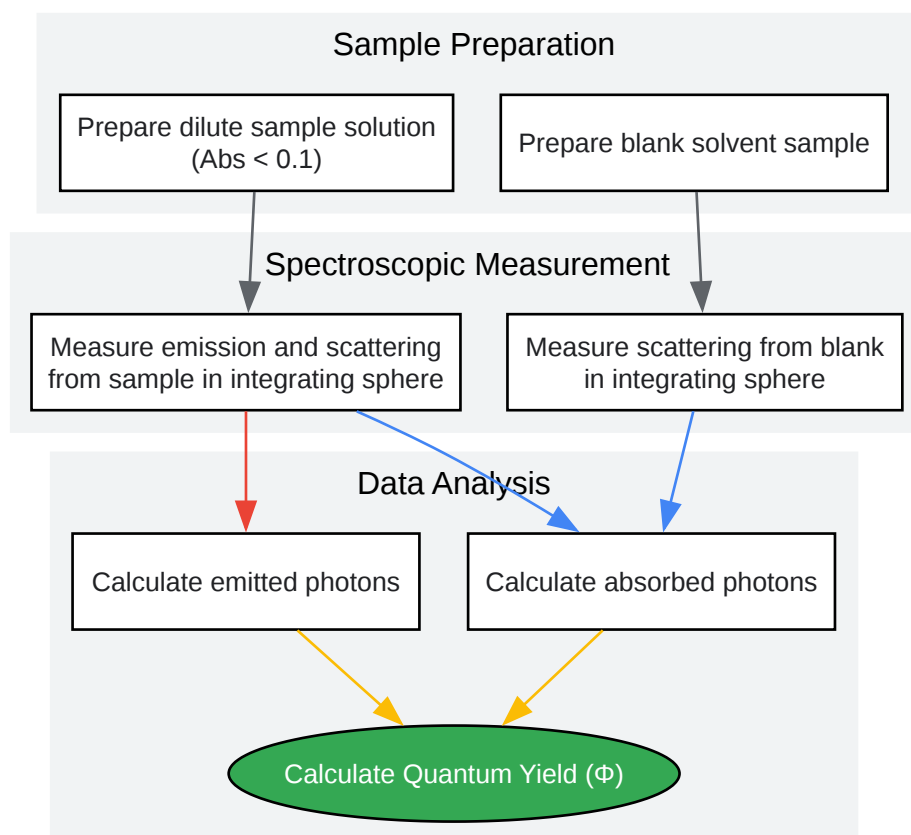 Sample Preparation
Prepare dilute sample solution
(Abs < 0.1)
Prepare blank solvent sample
Spectroscopic Measurement
Measure emission and scattering
from sample in integrating sphere
Measure scattering from blank
in integrating sphere
Data Analysis
Calculate emitted photons
Calculate absorbed photons
Calculate Quantum Yield (Φ)